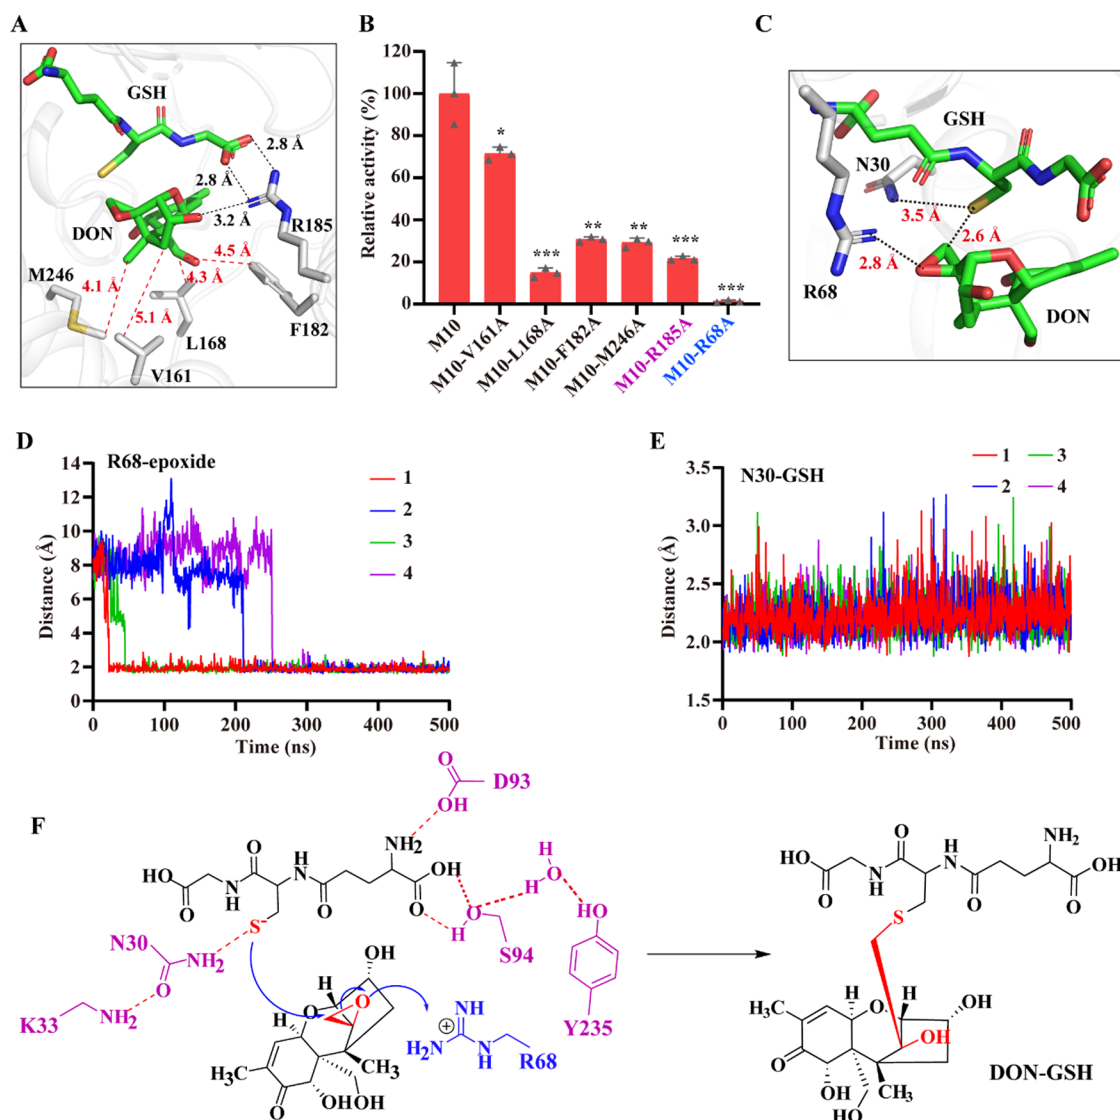 A
GSH
2.8 Å
2.8 Å
3.2 Å
R185
DON
4.5 Å
M246
4.3 Å
4.1 Å
5.1 Å
F182
L168
V161
B
Relative activity (%)
120
100
80
60
40
20
0
*
***
**
**
***
***
M10
M10-V161A
M10-L168A
M10-F182A
M10-M246A
M10-R185A
M10-R68A
C
GSH
N30
3.5 Å
2.6 Å
2.8 Å
R68
DON
D
R68-epoxide
Distance (Å)
14
12
10
8
6
4
2
0
1
2
3
4
0 100 200 300 400 500
Time (ns)
E
N30-GSH
1 3
2 4
Distance (Å)
3.5
3.0
2.5
2.0
1.5
0 100 200 300 400 500
Time (ns)
F
O
D93
OH
NH2
O
H
N
OH
HO
N
H
O
O
O
O
H
H
O
H
O
S94
HO
Y235
S-
N30
NH2
O
K33
NH2
OH
H
O
O
H
H3C
O
CH3
OHOH
NH
H2N
N
H
R68
O
HO
O
N
H
O
H
N
O
NH2
OH
O
S
H
O
H
OH
H3C
OH
O
OH
CH3
HO
DON-GSH